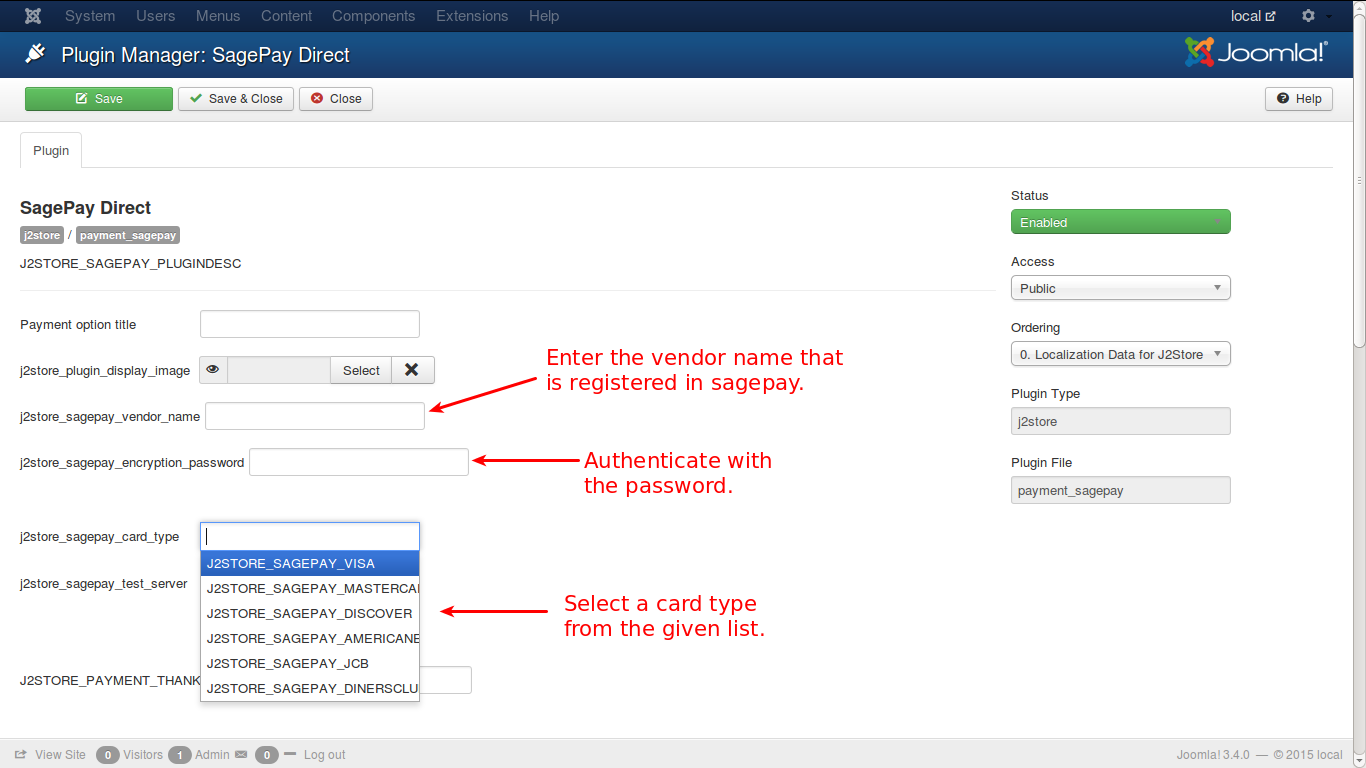 System Users Menus Content Components Extensions Help local
Plugin Manager: SagePay Direct Joomla!®
Save Save & Close Close Help
Plugin
SagePay Direct
j2store / payment_sagepay
J2STORE_SAGEPAY_PLUGINDESC
Payment option title
j2store_plugin_display_image Select
Enter the vendor name that
is registered in sagepay.
j2store_sagepay_vendor_name
j2store_sagepay_encryption_password
Authenticate with
the password.
j2store_sagepay_card_type
J2STORE_SAGEPAY_VISA
J2STORE_SAGEPAY_MASTERCA
J2STORE_SAGEPAY_DISCOVER
J2STORE_SAGEPAY_AMERICANE
J2STORE_SAGEPAY_JCB
J2STORE_SAGEPAY_DINERSCLU
j2store_sagepay_test_server
Select a card type
from the given list.
J2STORE_PAYMENT_THANK
Status
Enabled
Access
Public
Ordering
0. Localization Data for J2Store
Plugin Type
j2store
Plugin File
payment_sagepay
View Site 0 Visitors 1 Admin 0 Log out Joomla! 3.4.0 — © 2015 local